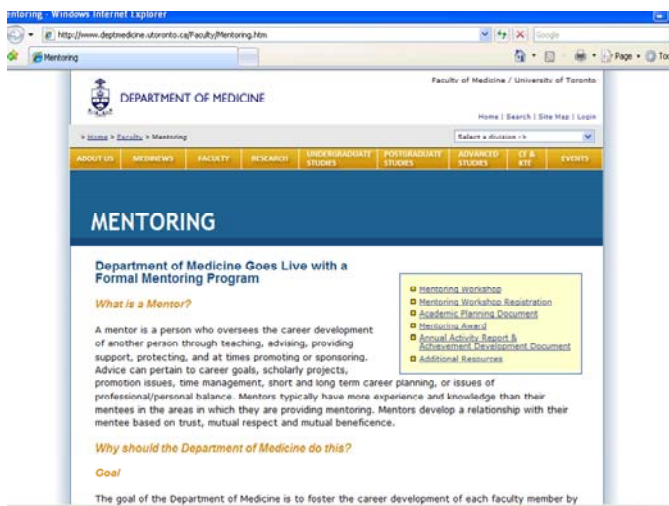 entoring - Windows Internet Explorer
http://www.deptmedicine.utoronto.ca/Faculty/Mentoring.htm
Google
Mentoring
Page
Too
Faculty of Medicine / University of Toronto
DEPARTMENT OF MEDICINE
Home | Search | Site Map | Login
> Home > Faculty > Mentoring
Select a division ->
ABOUT US MEDINEWS FACULTY RESEARCH UNDERGRADUATE STUDIES POSTGRADUATE STUDIES ADVANCED STUDIES CE & KTE EVENTS
MENTORING
Department of Medicine Goes Live with a
Formal Mentoring Program
What is a Mentor?
Mentoring Workshop
Mentoring Workshop Registration
Academic Planning Document
Mentoring Award
Annual Activity Report &
Achievement Development Document
Additional Resources
A mentor is a person who oversees the career development
of another person through teaching, advising, providing
support, protecting, and at times promoting or sponsoring.
Advice can pertain to career goals, scholarly projects,
promotion issues, time management, short and long term career planning, or issues of
professional/personal balance. Mentors typically have more experience and knowledge than their
mentees in the areas in which they are providing mentoring. Mentors develop a relationship with their
mentee based on trust, mutual respect and mutual beneficence.
Why should the Department of Medicine do this?
Goal
The goal of the Department of Medicine is to foster the career development of each faculty member by